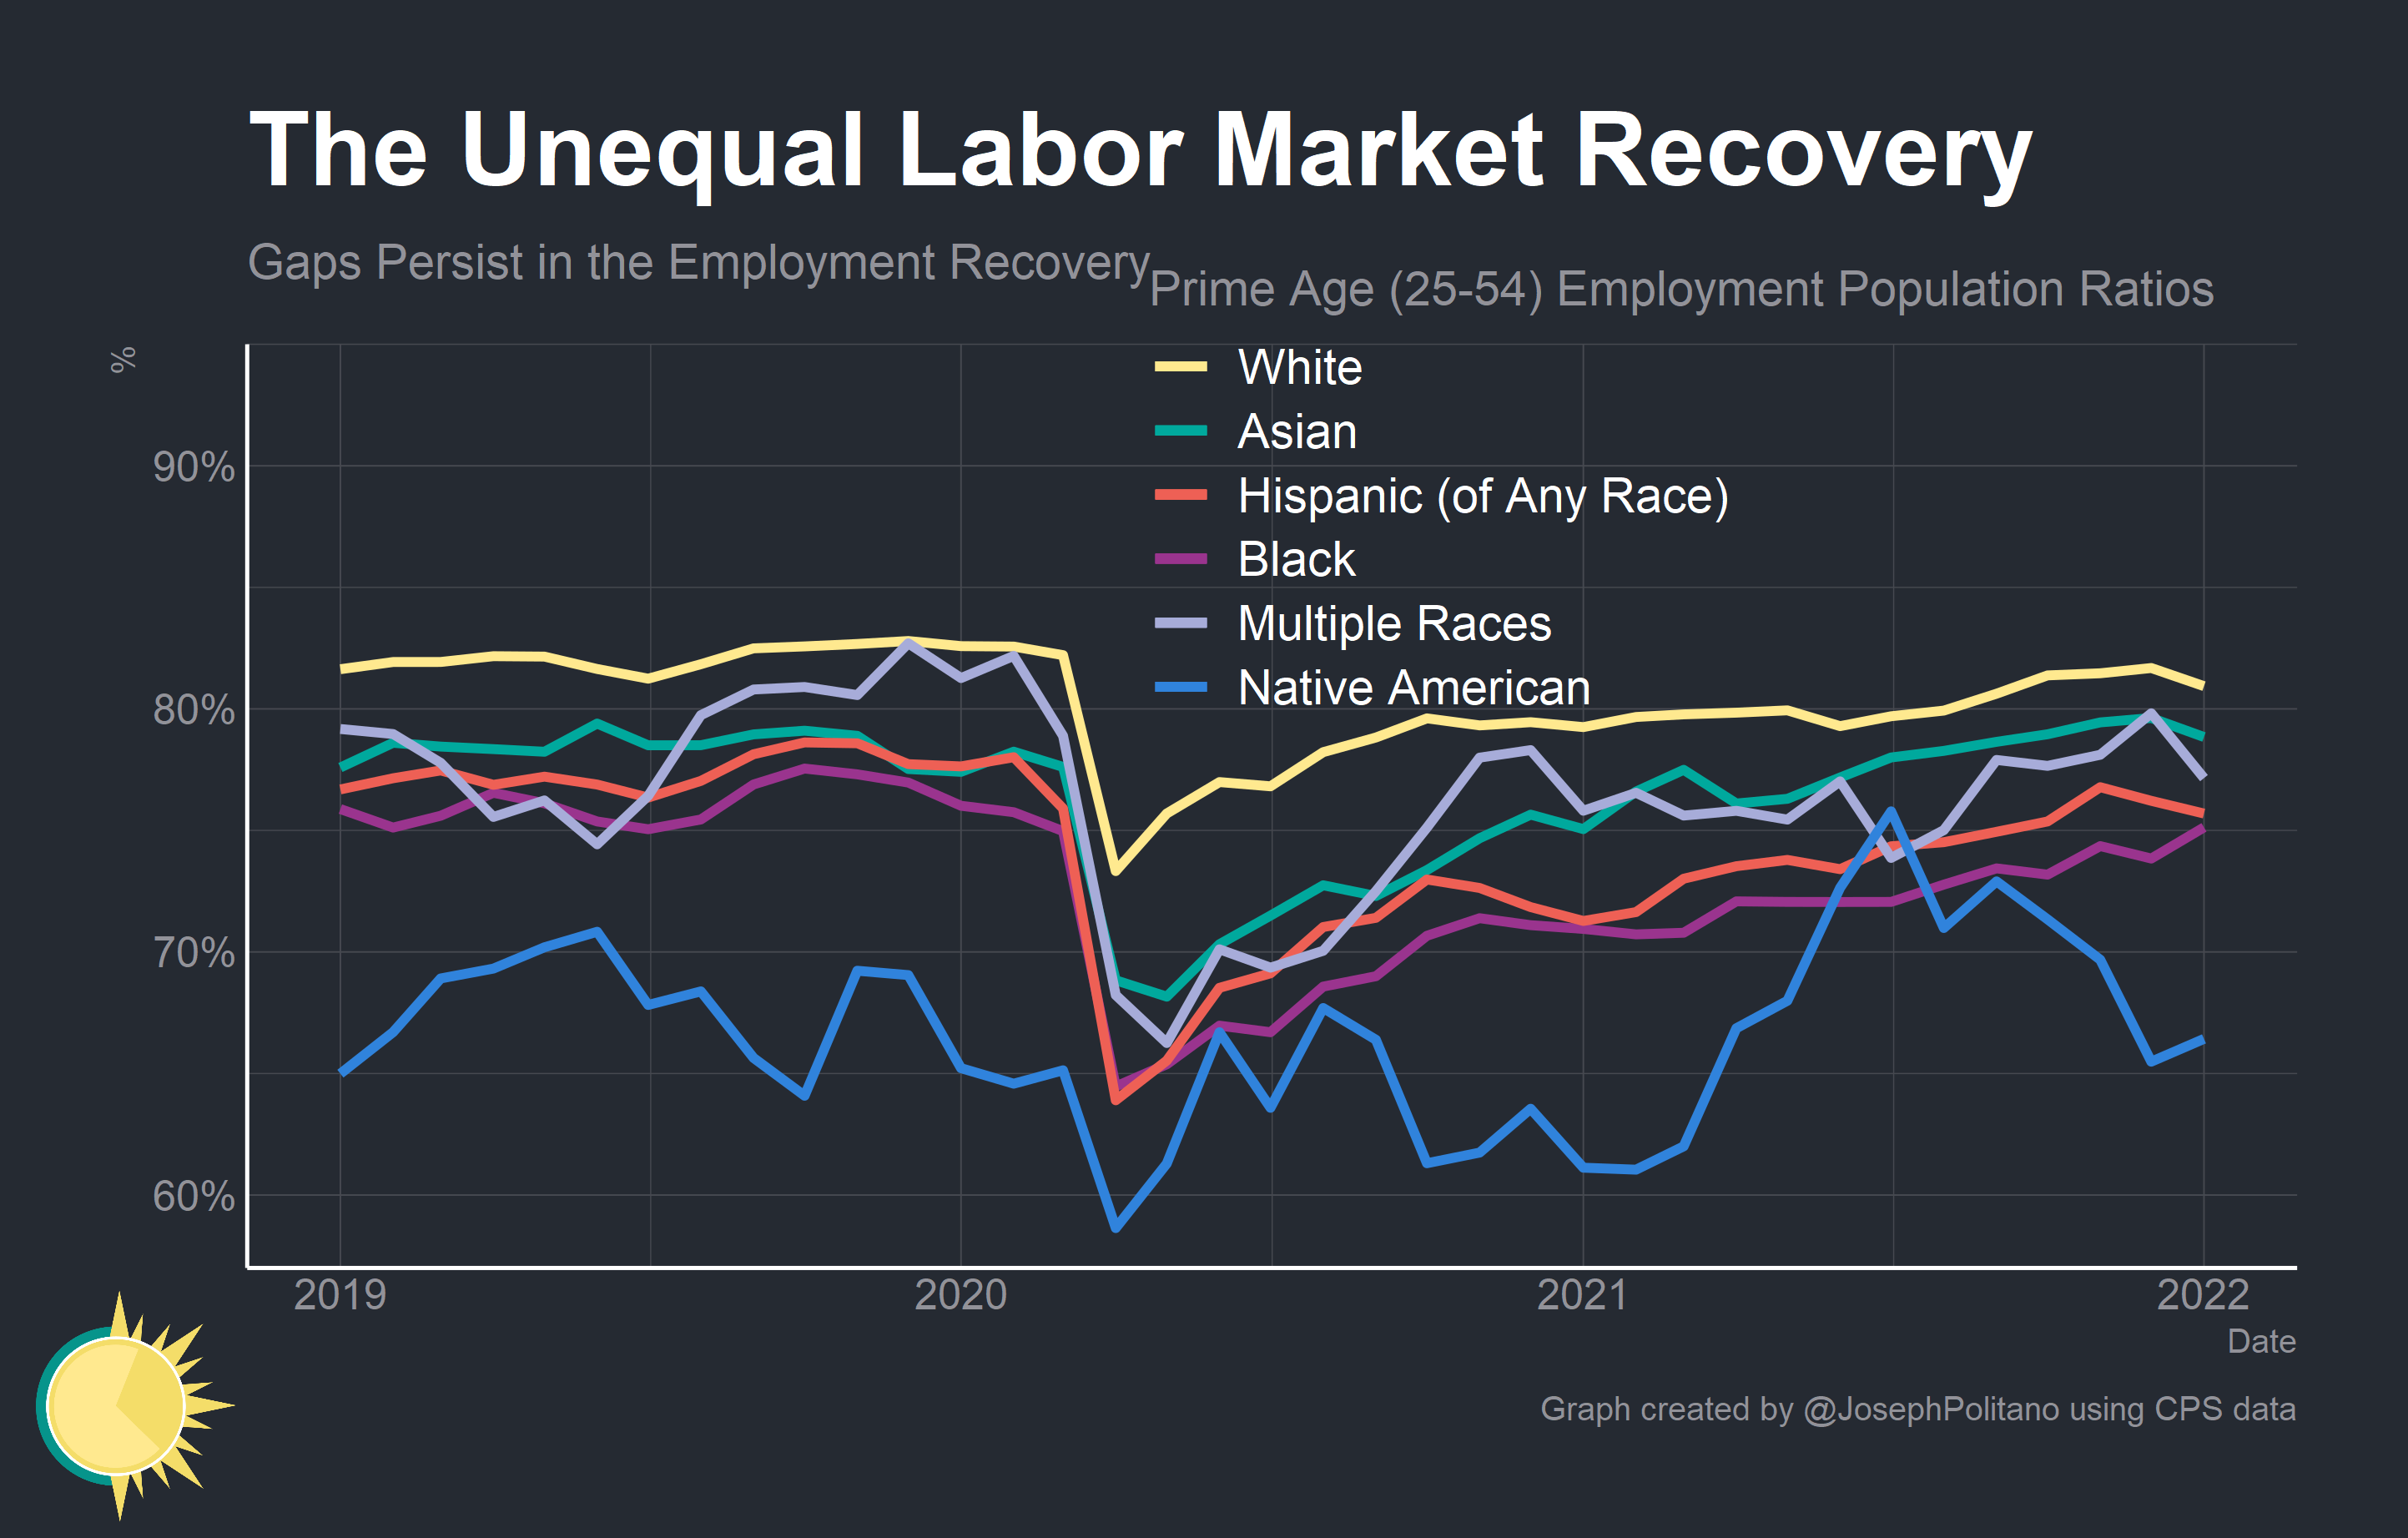 The Unequal Labor Market Recovery
Gaps Persist in the Employment Recovery
Prime Age (25-54) Employment Population Ratios
%
White
Asian
Hispanic (of Any Race)
Black
Multiple Races
Native American
90%
80%
70%
60%
2019 2020 2021 2022
Date
Graph created by @JosephPolitano using CPS data